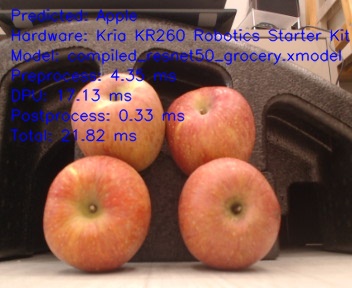 Predicted: Apple
Hardware: Kria KR260 Robotics Starter Kit
Model: compiled_resnet50_grocery.xmodel
Preprocess: 4.35 ms
DPU: 17.13 ms
Postprocess: 0.33 ms
Total: 21.82 ms